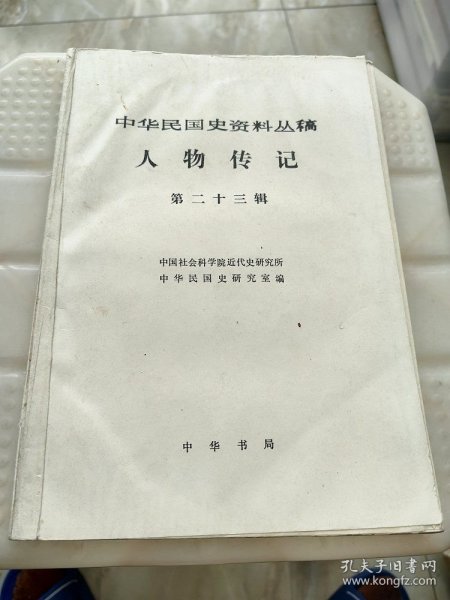 中华民国史资料丛稿
人物传记
第二十三辑
中国社会科学院近代史研究所
中华民国史研究室编
中华书局
孔夫子旧书网
www.kongfz.com